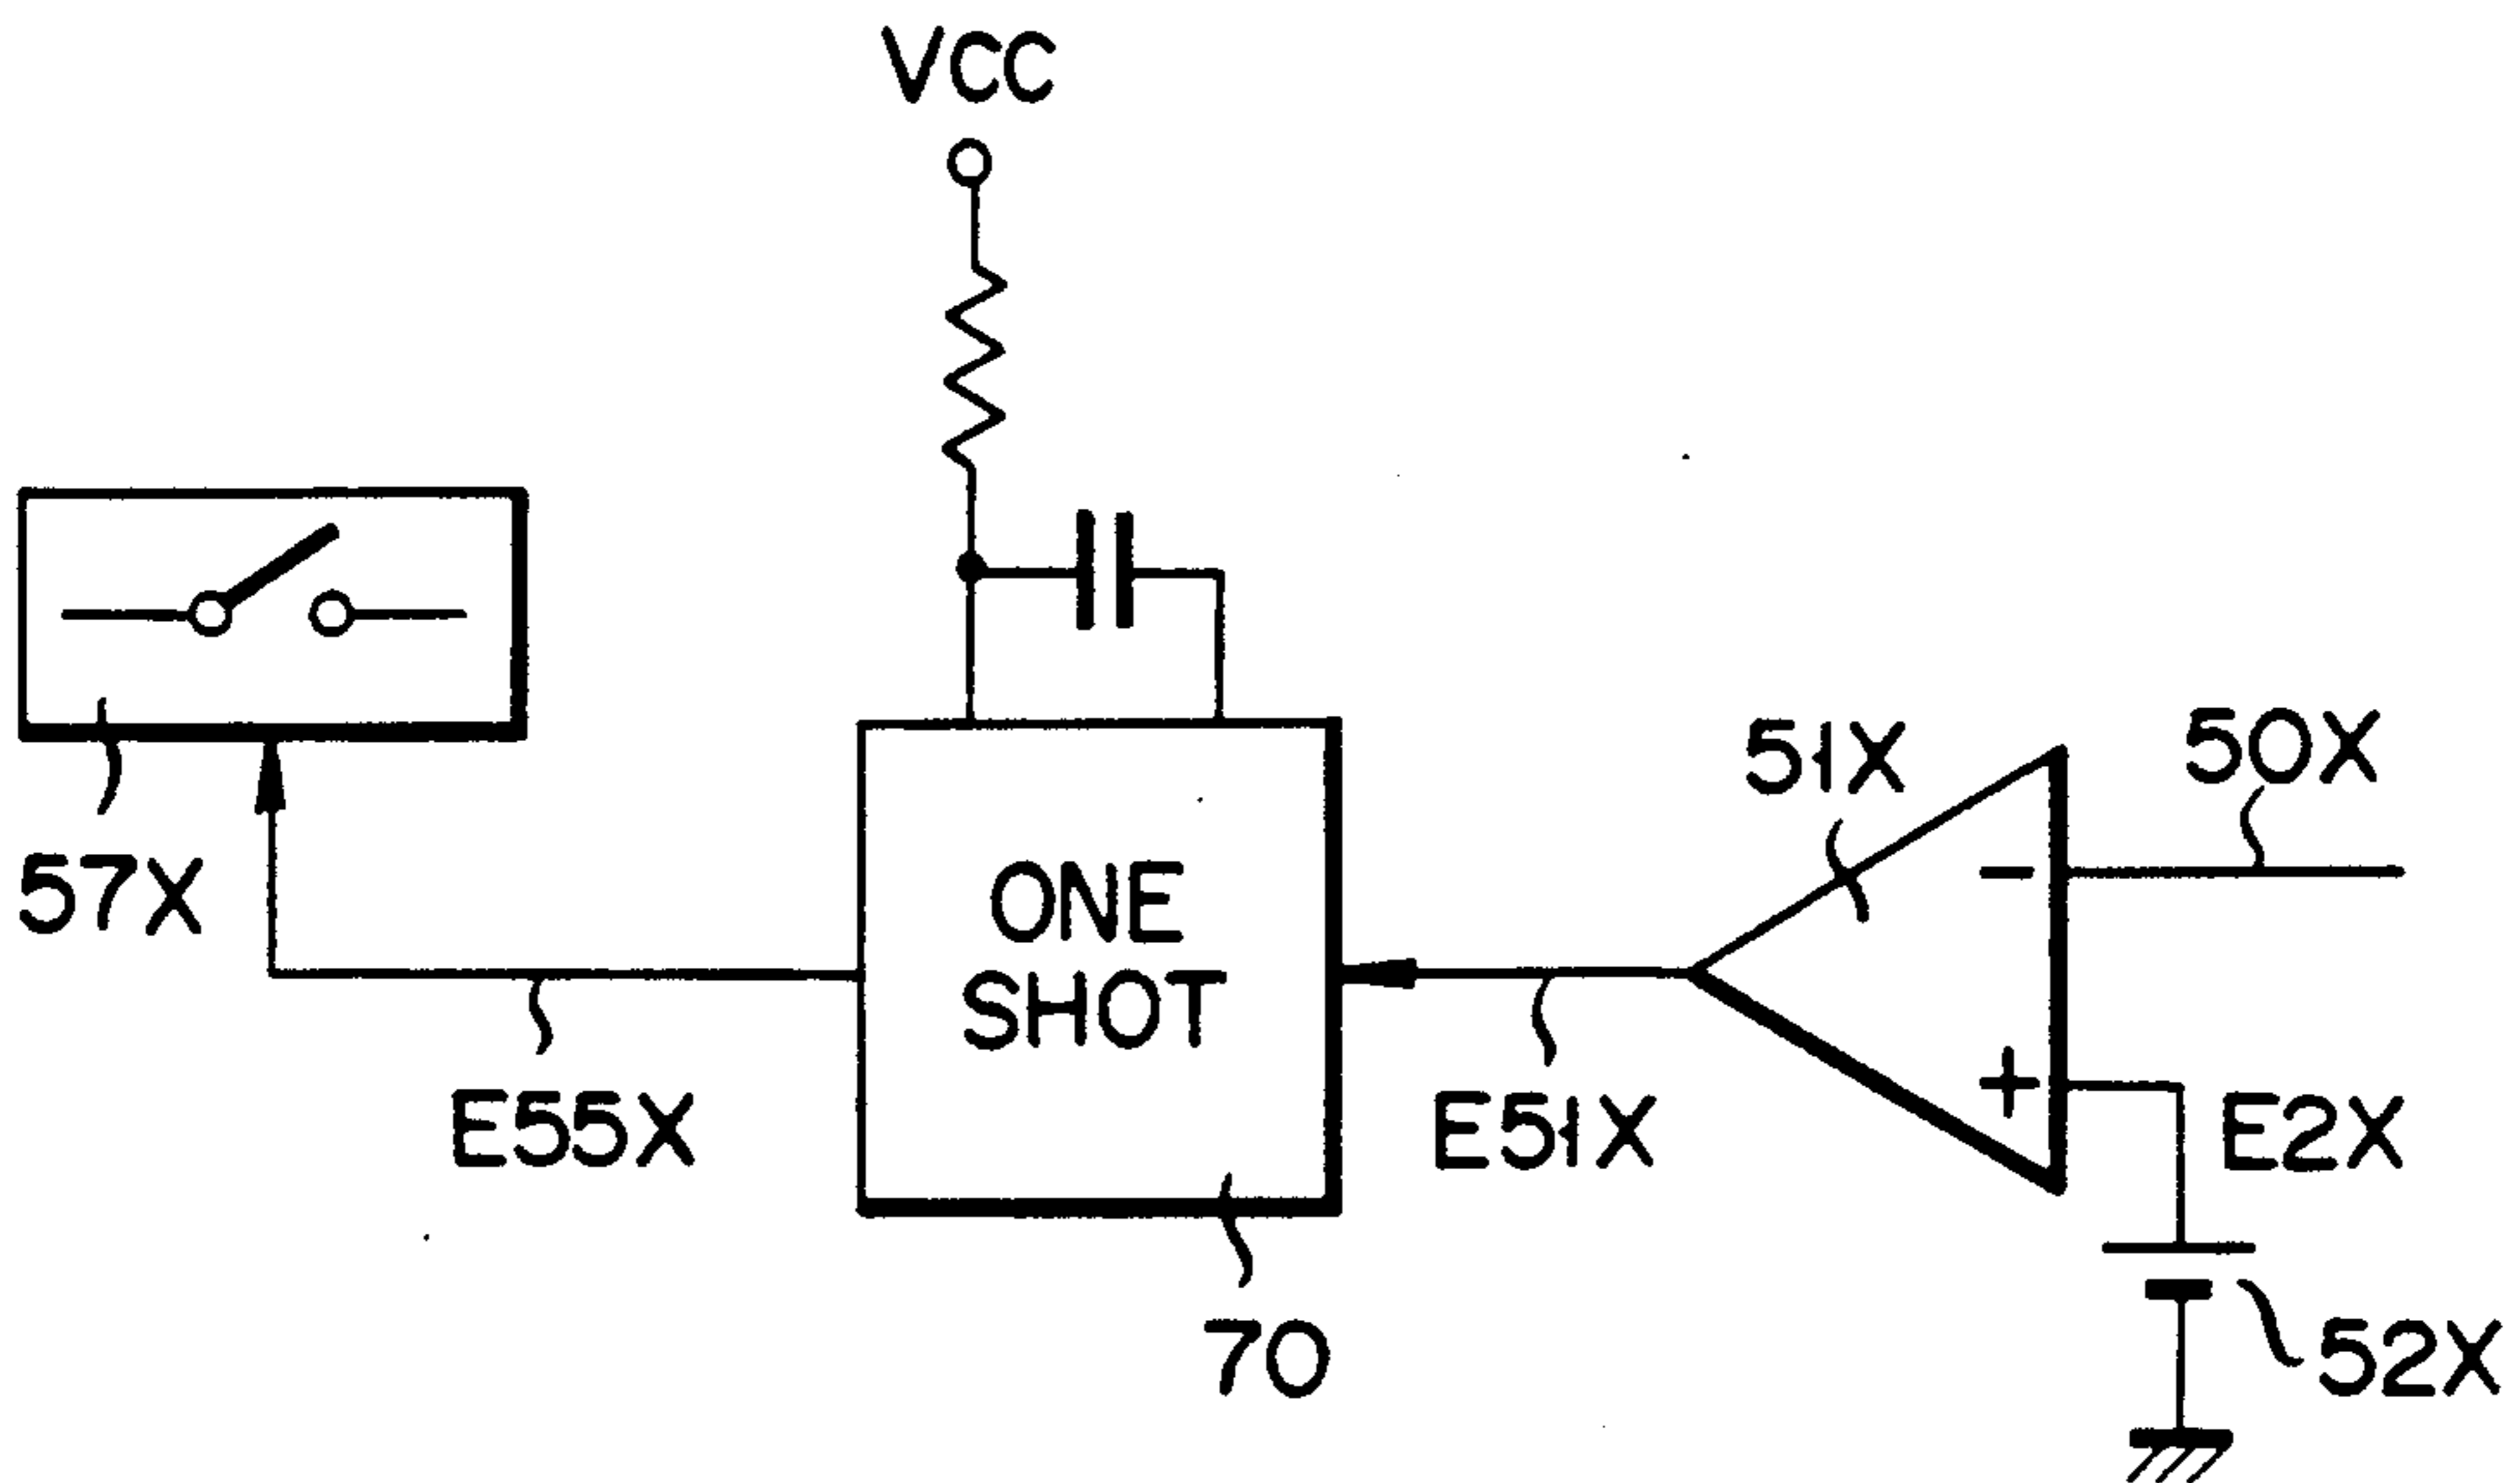 VCC
51X
50X
-
57X
ONE
SHOT
+
E55X
E51X
E2X
70
52X